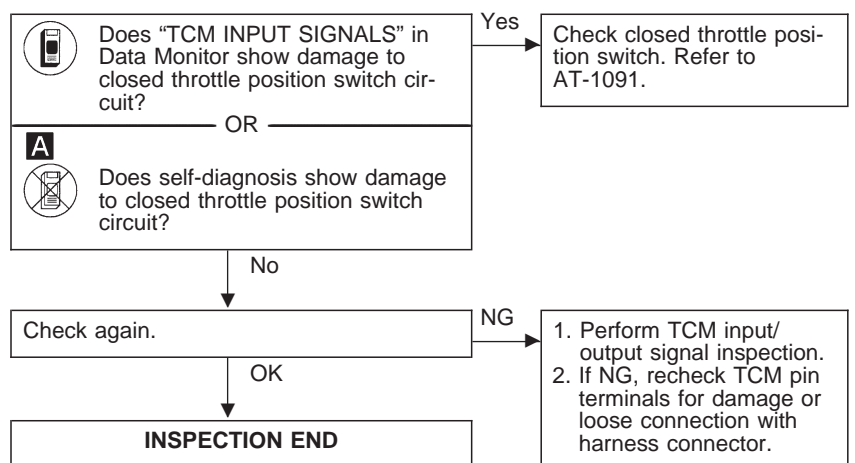 Does “TCM INPUT SIGNALS” in
Data Monitor show damage to
closed throttle position switch cir-
cuit?
OR
A
Does self-diagnosis show damage
to closed throttle position switch
circuit?
Yes
Check closed throttle posi-
tion switch. Refer to
AT-1091.
No
Check again.
NG
1. Perform TCM input/
output signal inspection.
2. If NG, recheck TCM pin
terminals for damage or
loose connection with
harness connector.
OK
INSPECTION END